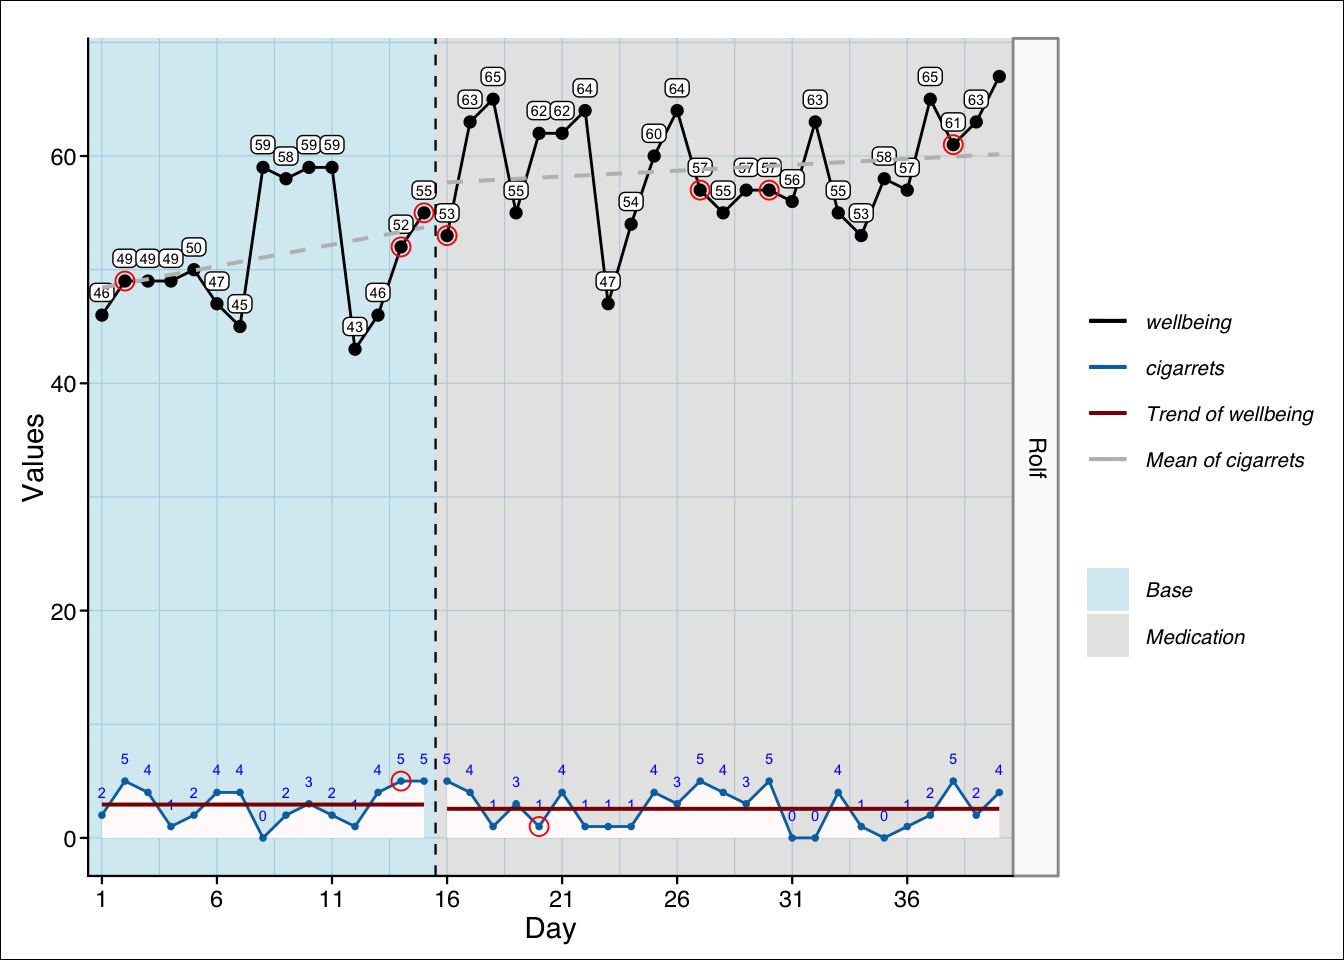 65 64 64 65
63 62 62 63 63
61
59 58 59 59 60
57 57 57 58 57
55 55 55 56 55
53 54 53
52
49 49 49 50
46 47 45 46 47
43
60
40
20
0
Values
5 4 4 4 4 5 5 5 4 4 5 4 4 5 4 5 4
2 1 2 0 2 3 2 1 1 3 1 1 1 1 3 3 0 0 1 0 1 2 2
1 6 11 16 21 26 31 36
Day
Rolf
wellbeing
cigarrets
Trend of wellbeing
Mean of cigarrets
Base
Medication